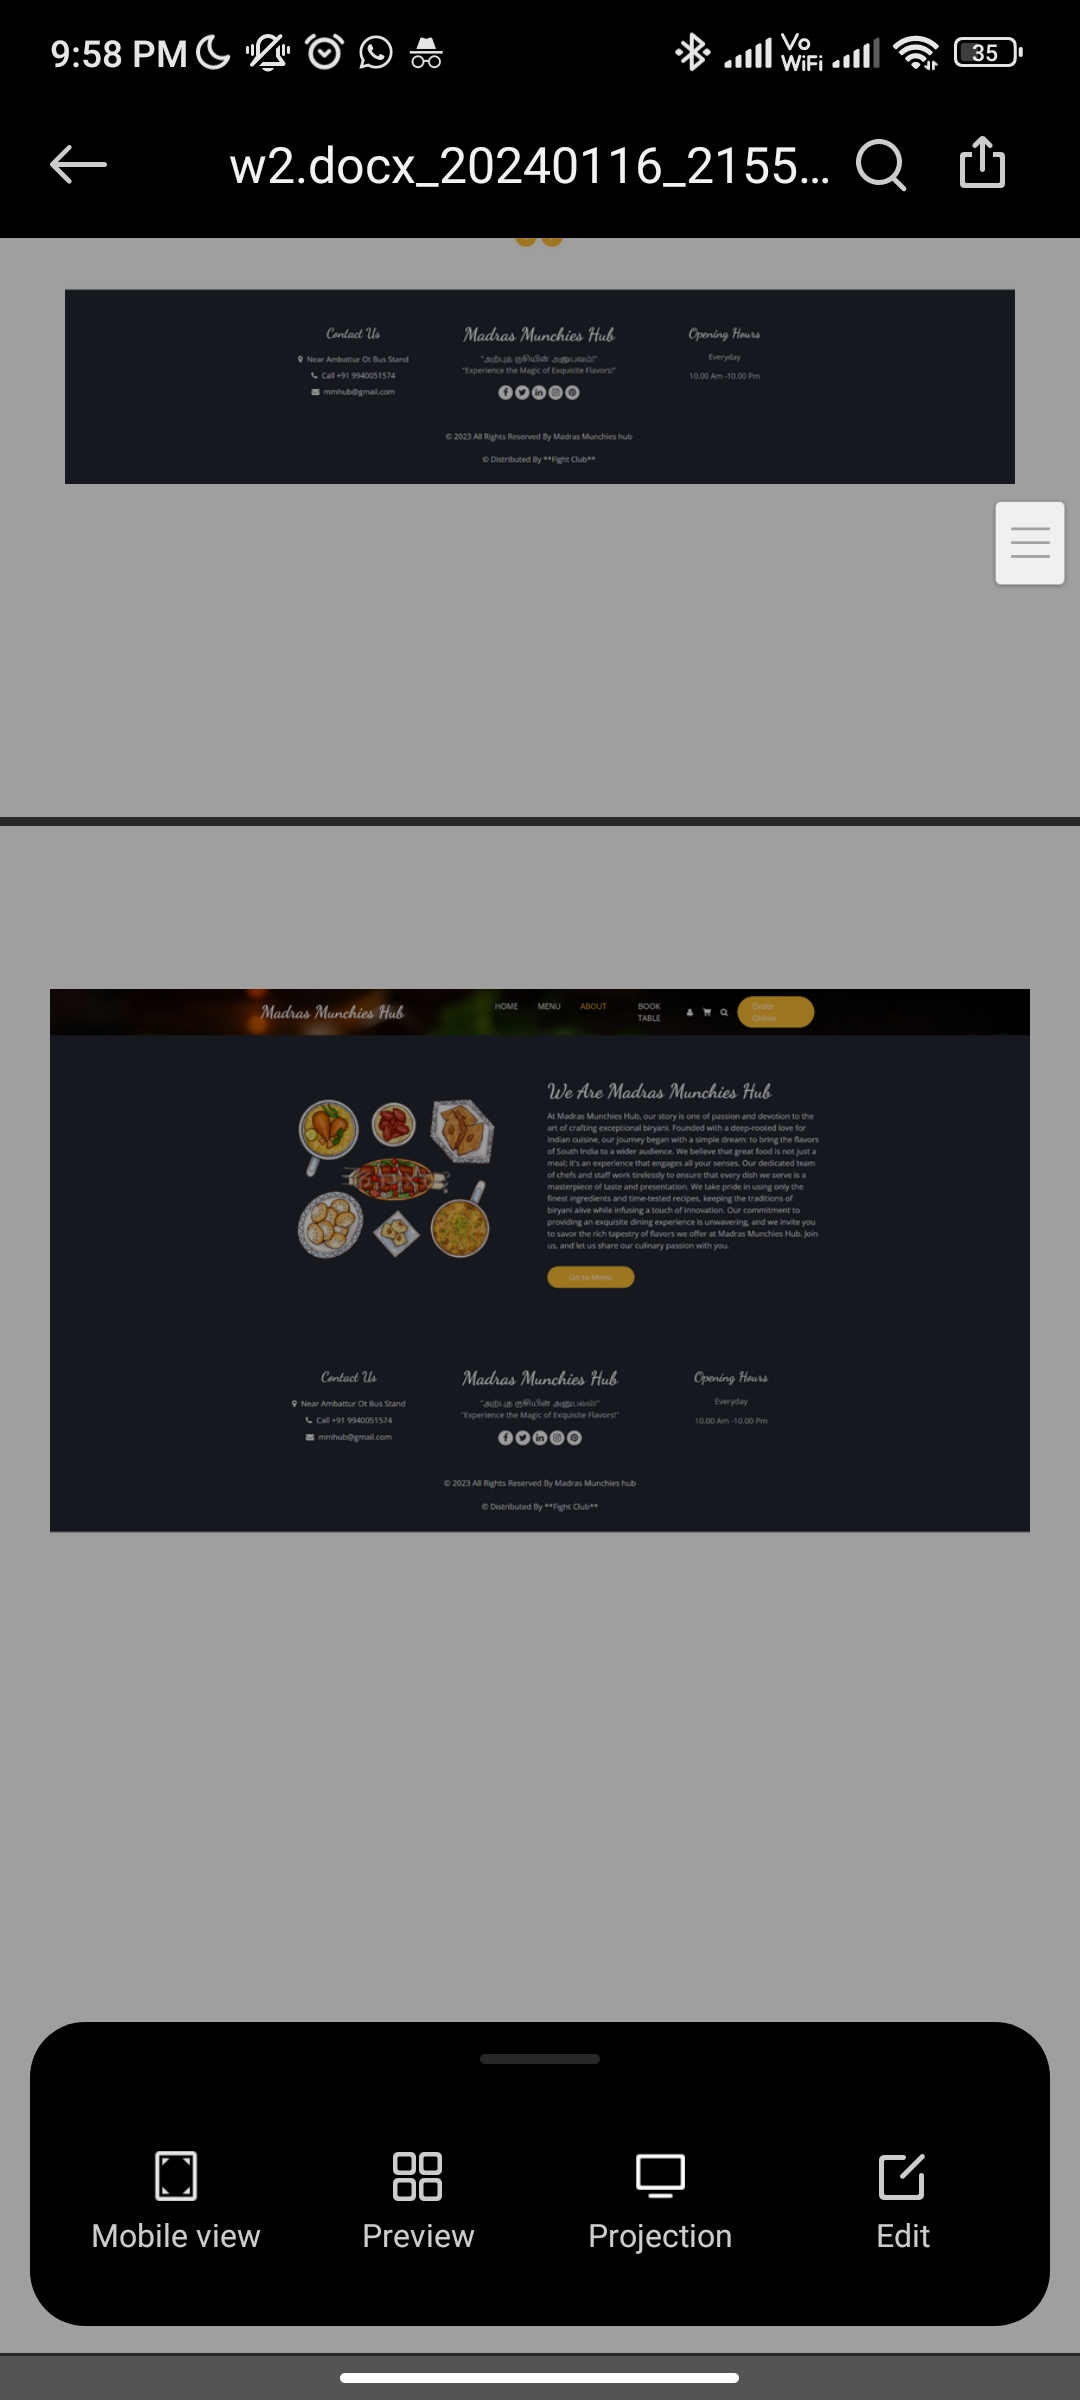 9:58 PM
Vo
WiFi
35
w2.docx_20240116_2155...
Contact Us
Near Ambattur Ot Bus Stand
Call +91 9940051574
mmhub@gmail.com
Madras Munchies Hub
"அற்புத ருசியின் அனுபவம்!"
"Experience the Magic of Exquisite Flavors!"
Opening Hours
Everyday
10.00 Am -10.00 Pm
© 2023 All Rights Reserved By Madras Munchies hub
© Distributed By **Fight Club**
Madras Munchies Hub
HOME
MENU
ABOUT
BOOK
TABLE
Order
Online
We Are Madras Munchies Hub
At Madras Munchies Hub, our story is one of passion and devotion to the
art of crafting exceptional biryani. Founded with a deep-rooted love for
Indian cuisine, our journey began with a simple dream: to bring the flavors
of South India to a wider audience. We believe that great food is not just a
meal; it's an experience that engages all your senses. Our dedicated team
of chefs and staff work tirelessly to ensure that every dish we serve is a
masterpiece of taste and presentation. We take pride in using only the
finest ingredients and time-tested recipes, keeping the traditions of
biryani alive while infusing a touch of innovation. Our commitment to
providing an exquisite dining experience is unwavering, and we invite you
to savor the rich tapestry of flavors we offer at Madras Munchies Hub. Join
us, and let us share our culinary passion with you.
Go to Menu
Contact Us
Near Ambattur Ot Bus Stand
Call +91 9940051574
mmhub@gmail.com
Madras Munchies Hub
"அற்புத ருசியின் அனுபவம்!"
"Experience the Magic of Exquisite Flavors!"
Opening Hours
Everyday
10.00 Am -10.00 Pm
© 2023 All Rights Reserved By Madras Munchies hub
© Distributed By **Fight Club**
Mobile view
Preview
Projection
Edit